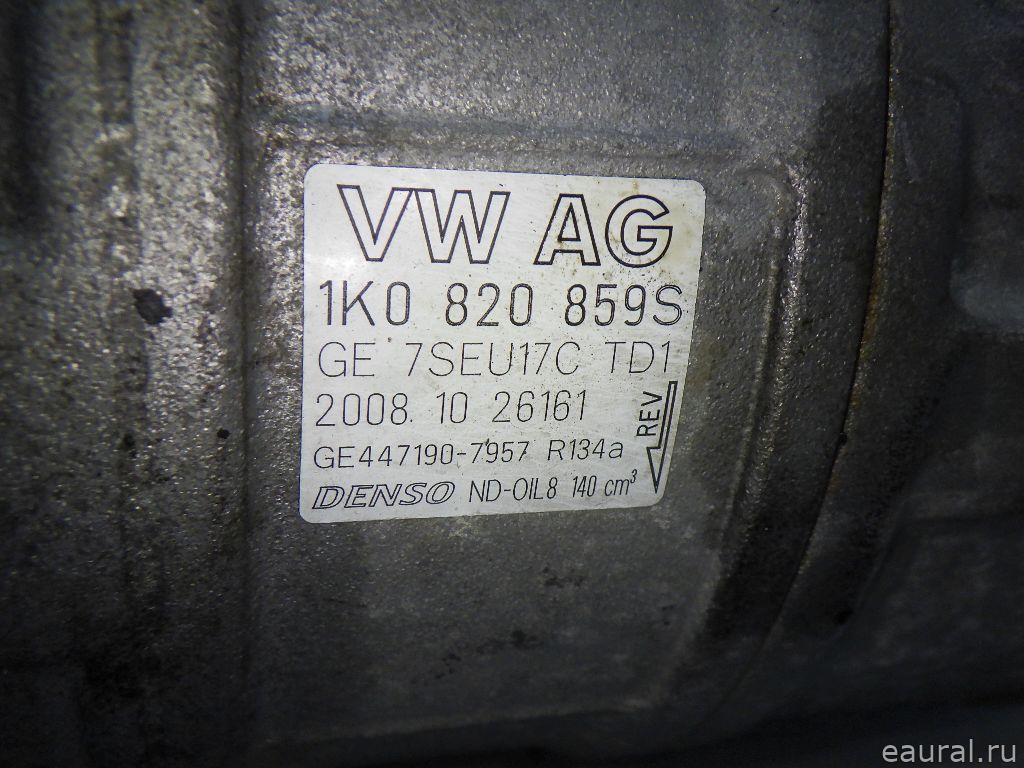 VW AG
1K0 820 859S
GE 7SEU17C TD1
2008. 10 26161
REV
GE447190-7957 R134a
DENSO ND-OIL8 140 cm³
eaural.ru